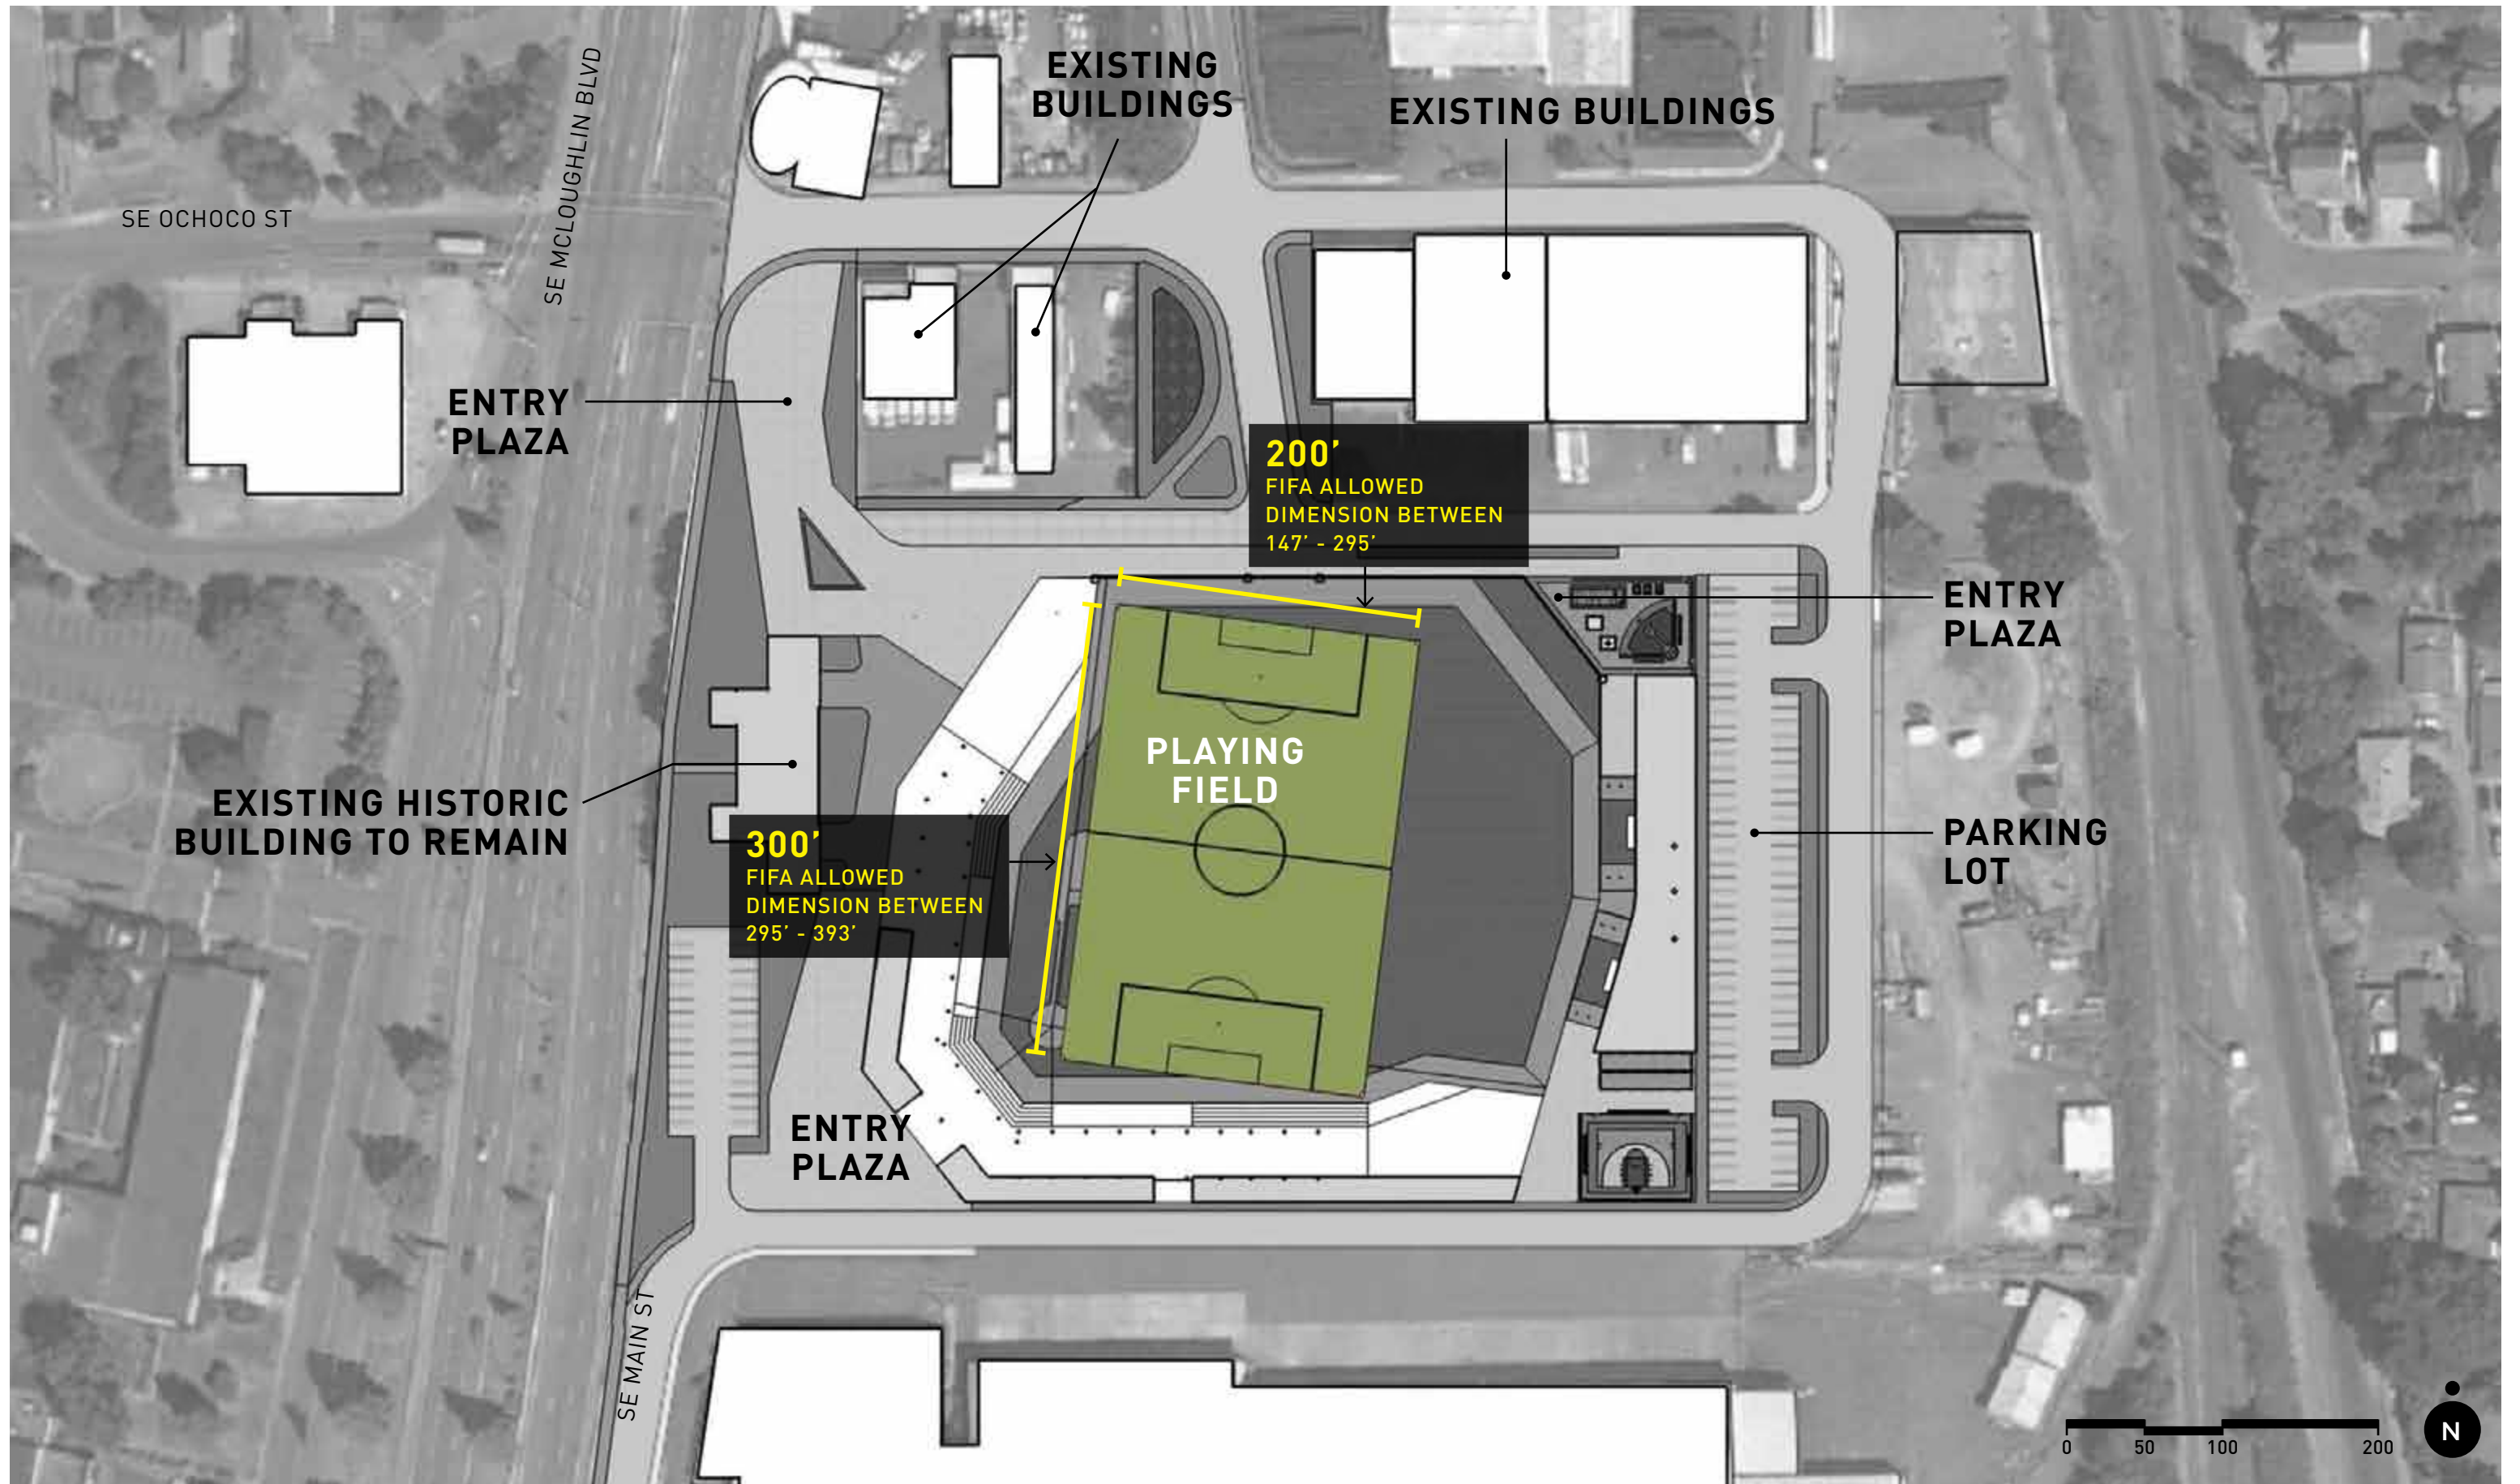 EXISTING
BUILDINGS
EXISTING BUILDINGS
SE MCLOUGHLIN BLVD
SE OCHOCO ST
ENTRY
PLAZA
200’
FIFA ALLOWED
DIMENSION BETWEEN
147’ - 295’
ENTRY
PLAZA
PLAYING
FIELD
EXISTING HISTORIC
BUILDING TO REMAIN
300’
FIFA ALLOWED
DIMENSION BETWEEN
295’ - 393’
PARKING
LOT
ENTRY
PLAZA
SE MAIN ST
0 50 100 200
N